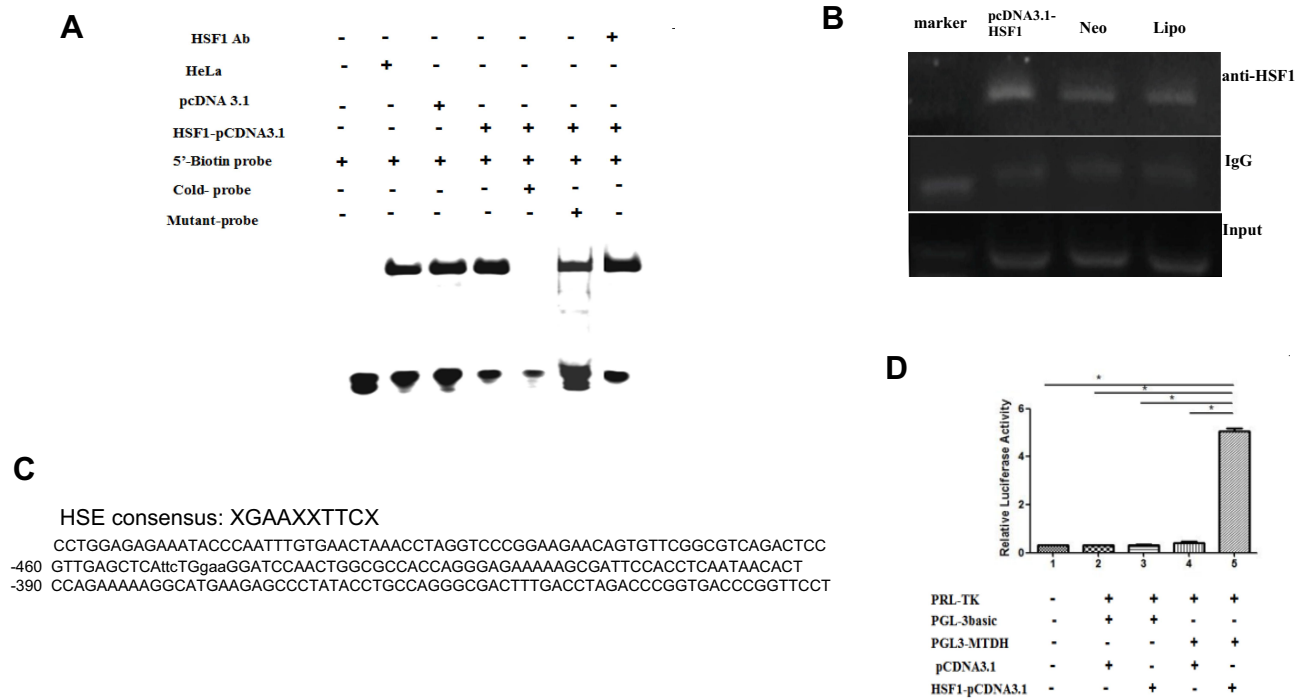 A
HSF1 Ab - - - - - - +
HeLa - + - - - - -
pcDNA 3.1 - - + - - - -
HSF1-pCDNA3.1 - - - + + + +
5'-Biotin probe + + + + + + +
Cold- probe - - - - + - -
Mutant-probe - - - - - + -
B
marker pcDNA3.1-HSF1 Neo Lipo
anti-HSF1
IgG
Input
C
HSE consensus: XGAAXXTTCX
CCTGGAGAGAAATACCCAATTTGTGAACTAAACCTAGGTCCCGGAAGAACAGTGTTCGGCGTCAGACTCC
-460 GTTGAGCTCAttcTGgaaGGATCCAACTGGCGCCACCAGGGAGAAAAAGCGATTCCACCTCAATAACACT
-390 CCAGAAAAAGGCATGAAGAGCCCTATACCTGCCAGGGCGACTTTGACCTAGACCCGGTGACCCGGTTCCT
D
Relative Luciferase Activity
6
4
2
0
* * * *
1 2 3 4 5
PRL-TK - + + + +
PGL-3basic - + + - -
PGL3-MTDH - - - + +
pCDNA3.1 - + - + -
HSF1-pCDNA3.1 - - + - +